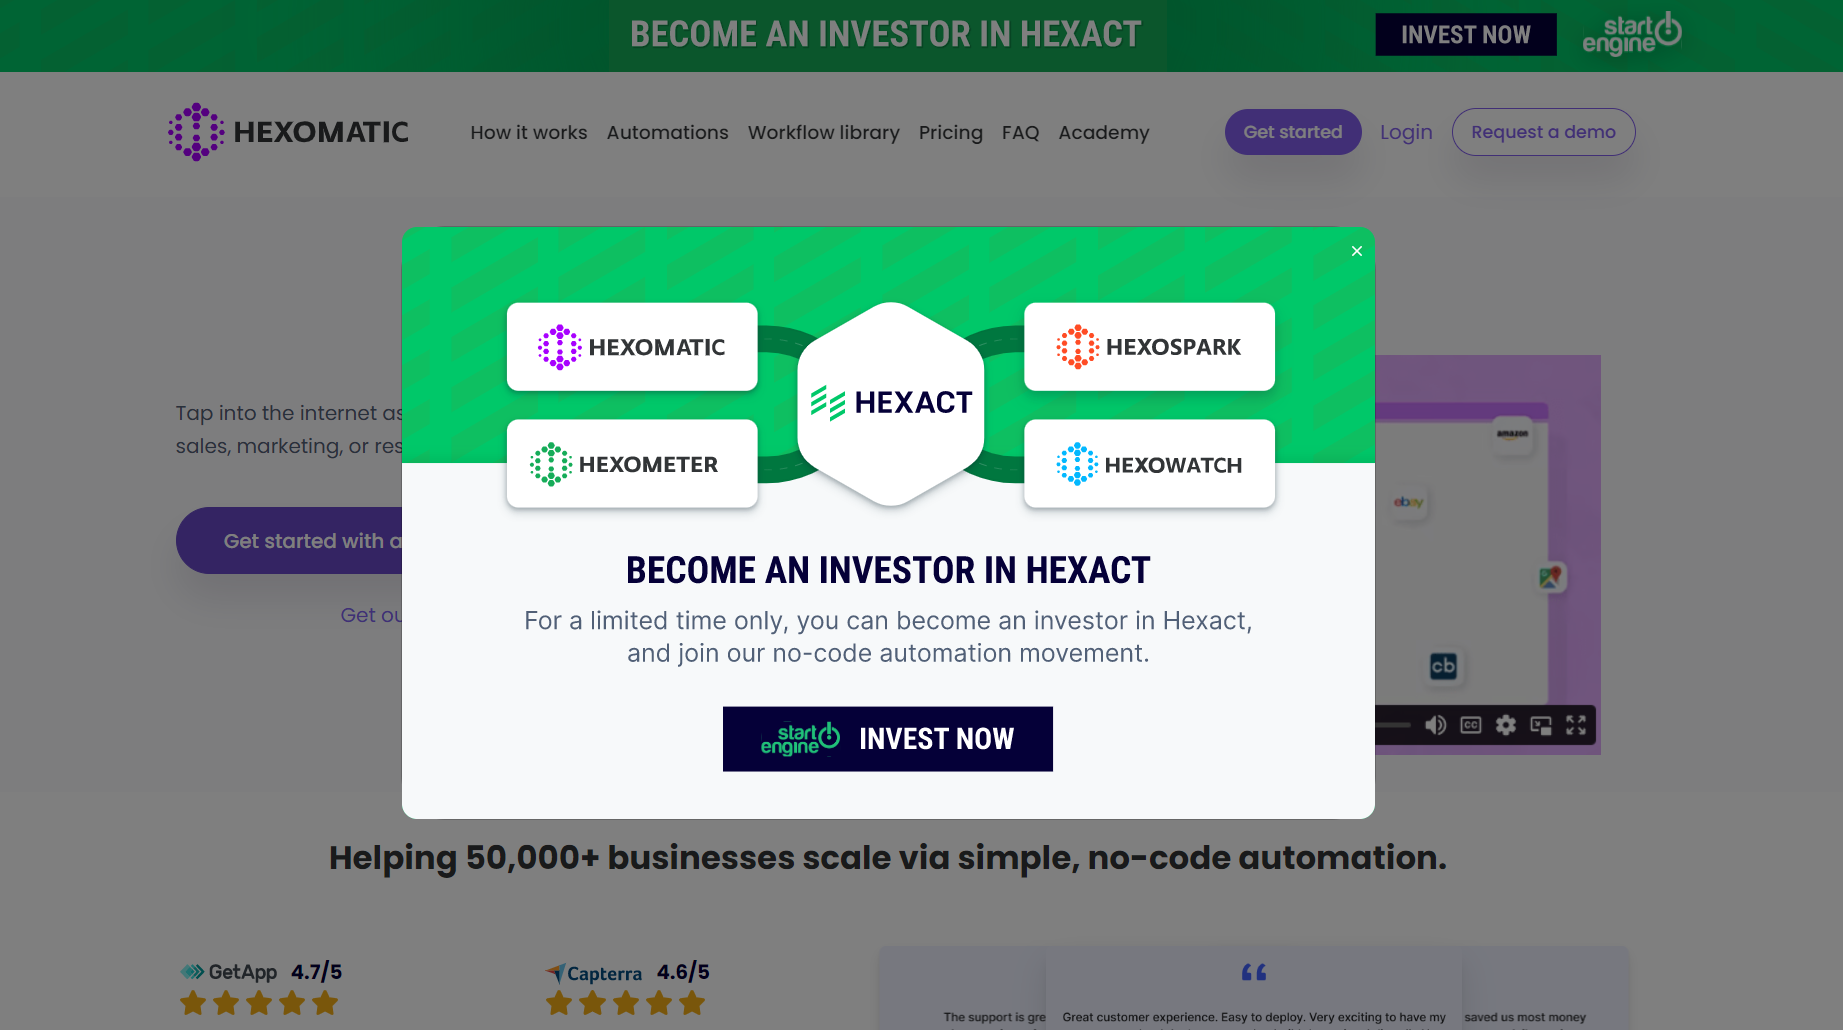 BECOME AN INVESTOR IN HEXACT
INVEST NOW
start engine
HEXOMATIC
How it works
Automations
Workflow library
Pricing
FAQ
Academy
Get started
Login
Request a demo
×
HEXOMATIC
HEXOSPARK
HEXACT
HEXOMETER
HEXOWATCH
BECOME AN INVESTOR IN HEXACT
For a limited time only, you can become an investor in Hexact,
and join our no-code automation movement.
start engine INVEST NOW
Tap into the internet as
sales, marketing, or res
Get started with a
Get ou
amazon
ebay
cb
CC
Helping 50,000+ businesses scale via simple, no-code automation.
GetApp 4.7/5
Capterra 4.6/5
The support is gre
Great customer experience. Easy to deploy. Very exciting to have my
saved us most money